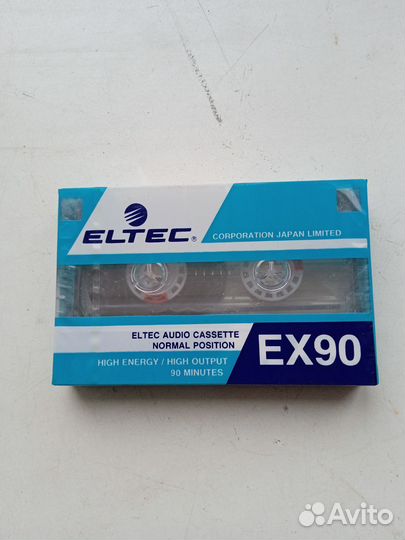 ELTEC®
CORPORATION JAPAN LIMITED
ELTEC AUDIO CASSETTE
NORMAL POSITION
HIGH ENERGY / HIGH OUTPUT
90 MINUTES
EX90
Avito